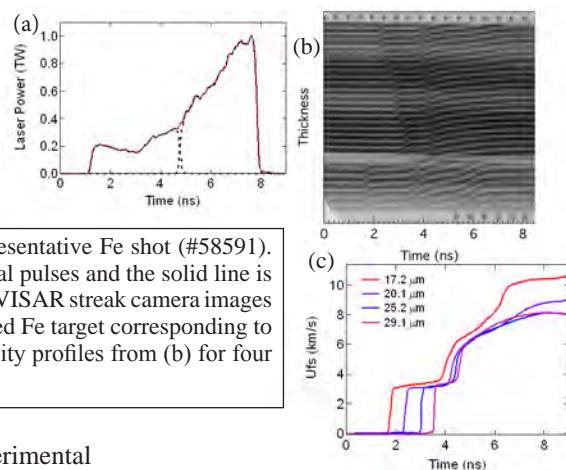 (a)
1.0
0.8
0.6
0.4
0.2
0.0
Laser Power (TW)
0 2 4 6 8
Time (ns)
(b)
Thickness
0 2 4 6 8
Time (ns)
esentative Fe shot (#58591).
al pulses and the solid line is
VISAR streak camera images
ed Fe target corresponding to
ity profiles from (b) for four
(c)
10
8
6
4
2
0
Ufs (km/s)
17.2 μm
20.1 μm
25.2 μm
29.1 μm
0 2 4 6 8
Time (ns)
erimental